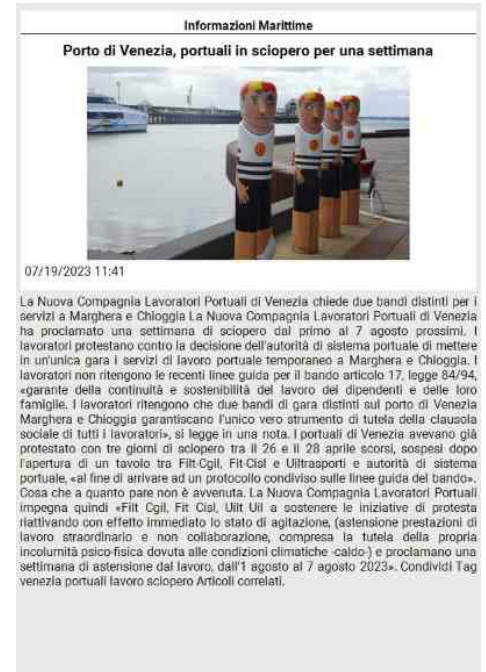 Informazioni Marittime
Porto di Venezia, portuali in sciopero per una settimana
07/19/2023 11:41
La Nuova Compagnia Lavoratori Portuali di Venezia chiede due bandi distinti per i
servizi a Marghera e Chioggia La Nuova Compagnia Lavoratori Portuali di Venezia
ha proclamato una settimana di sciopero dal primo al 7 agosto prossimi. I
lavoratori protestano contro la decisione dell'autorità di sistema portuale di mettere
in un'unica gara i servizi di lavoro portuale temporaneo a Marghera e Chioggia. I
lavoratori non ritengono le recenti linee guida per il bando articolo 17, legge 84/94,
«garante della continuità e sostenibilità del lavoro dei dipendenti e delle loro
famiglie. I lavoratori ritengono che due bandi di gara distinti sul porto di Venezia
Marghera e Chioggia garantiscano l'unico vero strumento di tutela della clausola
sociale di tutti i lavoratori», si legge in una nota. I portuali di Venezia avevano già
protestato con tre giorni di sciopero tra il 26 e il 28 aprile scorsi, sospesi dopo
l'apertura di un tavolo tra Filt-Cgil, Fit-Cisl e Uiltrasporti e autorità di sistema
portuale, «al fine di arrivare ad un protocollo condiviso sulle linee guida del bando».
Cosa che a quanto pare non è avvenuta. La Nuova Compagnia Lavoratori Portuali
impegna quindi «Filt Cgil, Fit Cisl, Uilt Uil a sostenere le iniziative di protesta
riattivando con effetto immediato lo stato di agitazione, (astensione prestazioni di
lavoro straordinario e non collaborazione, compresa la tutela della propria
incolumità psico-fisica dovuta alle condizioni climatiche -caldo-) e proclamano una
settimana di astensione dal lavoro, dall'1 agosto al 7 agosto 2023». Condividi Tag
venezia portuali lavoro sciopero Articoli correlati.